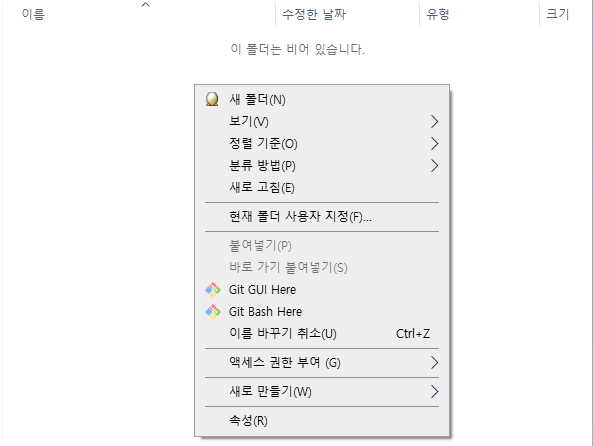 이름 수정한 날짜 유형 크기
이 폴더는 비어 있습니다.
새 폴더(N)
보기(V)
정렬 기준(O)
분류 방법(P)
새로 고침(E)
현재 폴더 사용자 지정(F)...
붙여넣기(P)
바로 가기 붙여넣기(S)
Git GUI Here
Git Bash Here
이름 바꾸기 취소(U) Ctrl+Z
액세스 권한 부여 (G)
새로 만들기(W)
속성(R)